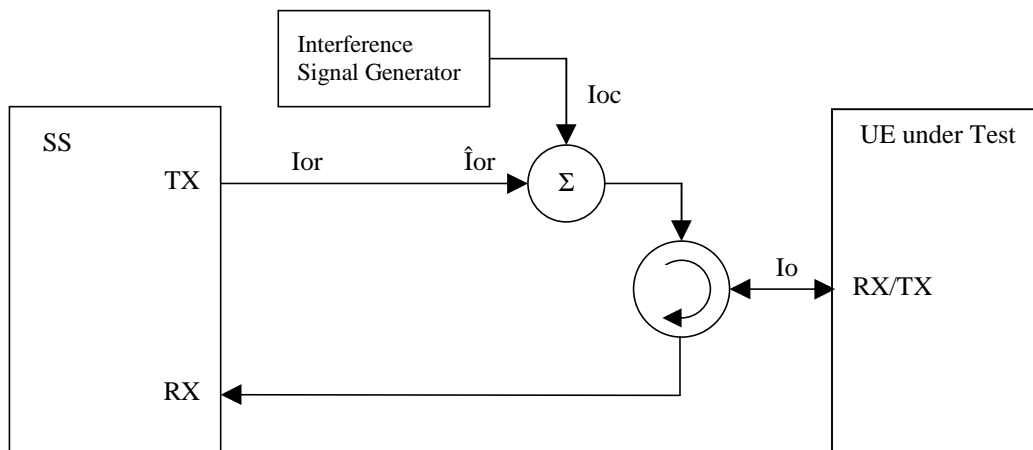 Interference
Signal Generator
Ioc
SS
UE under Test
TX
Ior
Îor
Σ
Io
RX/TX
RX